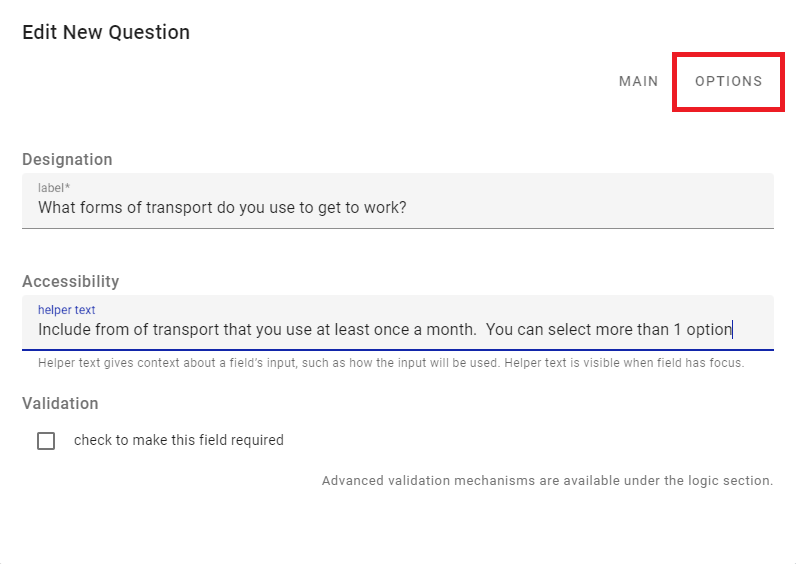 Edit New Question
MAIN OPTIONS
Designation
label*
What forms of transport do you use to get to work?
Accessibility
helper text
Include from of transport that you use at least once a month.  You can select more than 1 option
Helper text gives context about a field's input, such as how the input will be used. Helper text is visible when field has focus.
Validation
check to make this field required
Advanced validation mechanisms are available under the logic section.